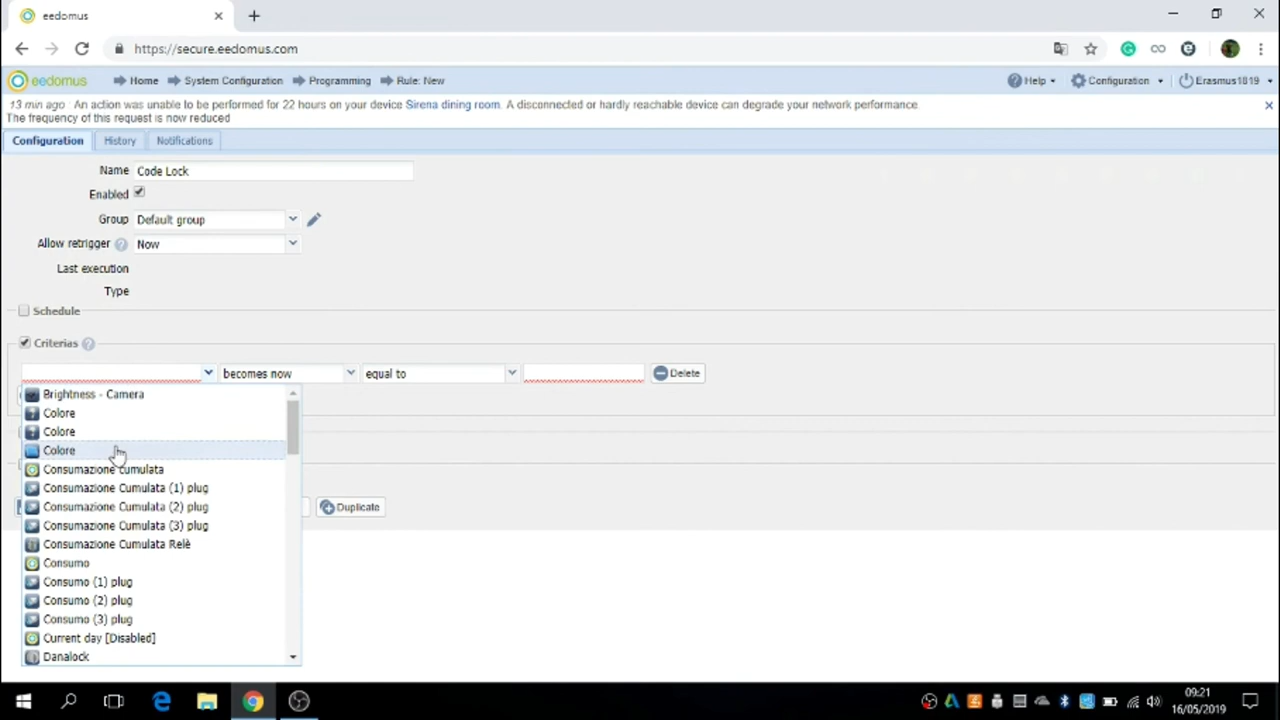 eedomus
https://secure.eedomus.com
eedomus Home System Configuration Programming Rule: New Help Configuration Erasmus1819
13 min ago : An action was unable to be performed for 22 hours on your device Sirena dining room. A disconnected or hardly reachable device can degrade your network performance.
The frequency of this request is now reduced
Configuration History Notifications
Name Code Lock
Enabled
Group Default group
Allow retrigger Now
Last execution
Type
Schedule
Criterias
becomes now equal to Delete
Brightness - Camera
Colore
Colore
Colore
Consumazione cumulata
Consumazione Cumulata (1) plug
Consumazione Cumulata (2) plug
Duplicate
Consumazione Cumulata (3) plug
Consumazione Cumulata Relè
Consumo
Consumo (1) plug
Consumo (2) plug
Consumo (3) plug
Current day [Disabled]
Danalock
09:21
16/05/2019